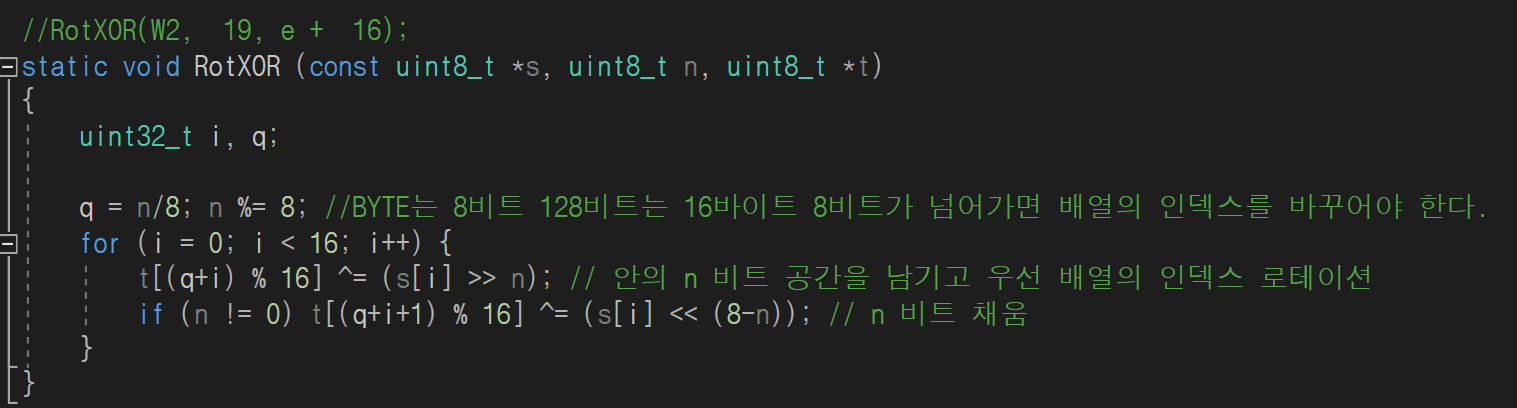 //RotXOR(W2,  19, e +  16);
static void RotXOR (const uint8_t *s, uint8_t n, uint8_t *t)
{
    uint32_t i, q;
    q = n/8; n %= 8; //BYTE는 8비트 128비트는 16바이트 8비트가 넘어가면 배열의 인덱스를 바꾸어야 한다.
    for (i = 0; i < 16; i++) {
        t[(q+i) % 16] ^= (s[i] >> n); // 안의 n 비트 공간을 남기고 우선 배열의 인덱스 로테이션
        if (n != 0) t[(q+i+1) % 16] ^= (s[i] << (8-n)); // n 비트 채움
    }
}